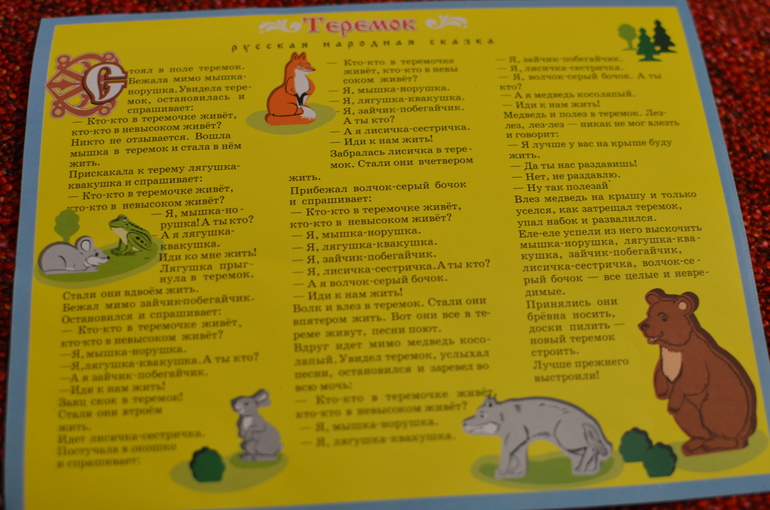 Теремок
русская народная сказка
Стоял в поле теремок.
Бежала мимо мышка-
норушка. Увидела тере-
мок, остановилась и
спрашивает:
— Кто-кто в теремочке живёт,
кто-кто в невысоком живёт?
Никто не отзывается. Вошла
мышка в теремок и стала в нём
жить.
Прискакала к терему лягушка-
квакушка и спрашивает:
— Кто-кто в теремочке живёт,
кто-кто в невысоком живёт?
— Я, мышка-но-
рушка! А ты кто?
— А я лягушка-
квакушка.
Иди ко мне жить!
Лягушка прыг-
нула в теремок.
Стали они вдвоём жить.
Бежал мимо зайчик-побегайчик.
Остановился и спрашивает:
— Кто-кто в теремочке живёт,
кто-кто в невысоком живёт?
—Я, мышка-норушка.
—Я,лягушка-квакушка. А ты кто?
—А я зайчик-побегайчик.
—Иди к нам жить!
Заяц скок в теремок!
Стали они втроём
жить.
Идет лисичка-сестричка.
Постучала в окошко
и спрашивает:
— Кто-кто в теремочке
живёт, кто-кто в невы
соком живёт?
— Я, мышка-норушка.
— Я, лягушка-квакушка.
— Я, зайчик-побегайчик.
А ты кто?
— А я лисичка-сестричка.
— Иди к нам жить!
Забралась лисичка в тере-
мок. Стали они вчетвером
жить.
Прибежал волчок-серый бочок
и спрашивает:
— Кто-кто в теремочке живёт,
кто-кто в невысоком живёт?
— Я, мышка-норушка.
— Я, лягушка-квакушка.
— Я, зайчик-побегайчик.
— Я, лисичка-сестричка.А ты кто?
— А я волчок-серый бочок.
— Иди к нам жить!
Волк и влез в теремок. Стали они
впятером жить. Вот они все в те-
реме живут, песни поют.
Вдруг идет мимо медведь косо-
лапый. Увидел теремок, услыхал
песни, остановился и заревел во
всю мочь:
— Кто-кто в теремочке живёт,
кто-кто в невысоком живёт?
— Я, мышка-норушка.
— Я, лягушка-квакушка.
— Я, зайчик-побегайчик.
— Я, лисичка-сестричка.
— Я, волчок-серый бочок. А ты
кто?
— А я медведь косолапый.
— Иди к нам жить!
Медведь и полез в теремок. Лез-
лез, лез-лез — никак не мог влезть
и говорит:
— Я лучше у вас на крыше буду
жить.
— Да ты нас раздавишь!
— Нет, не раздавлю.
— Ну так полезай
Влез медведь на крышу и только
уселся, как затрещал теремок,
упал набок и развалился.
Еле-еле успели из него выскочить
мышка-норушка, лягушка-ква-
кушка, зайчик-побегайчик,
лисичка-сестричка, волчок-се-
рый бочок — все целые и невре-
димые.
Принялись они
брёвна носить,
доски пилить —
новый теремок
строить.
Лучше прежнего
выстроили!